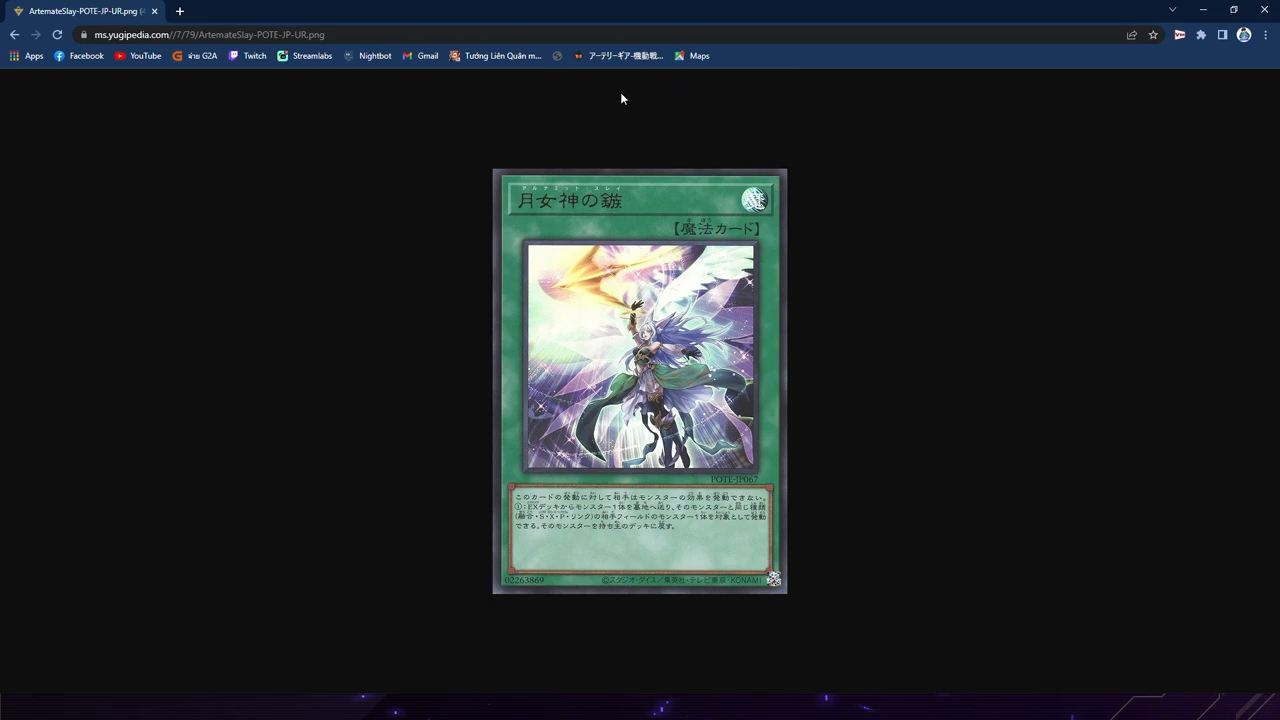 ArtemateSlay-POTE-JP-UR.png (
ms.yugipedia.com//7/79/ArtemateSlay-POTE-JP-UR.png
Apps Facebook YouTube ขาย G2A Twitch Streamlabs Nightbot Gmail Tướng Liên Quân m... アーテリーギア-機動戦... Maps
月女神の鏃
魔
【魔法カード】
POTE-JP067
このカードの発動に対して相手はモンスターの効果を発動できない。
①：EXデッキからモンスター1体を墓地へ送り、そのモンスターと同じ種類
(融合・S・X・P・リンク)の相手フィールドのモンスター1体を対象として発動
できる。そのモンスターを持ち主のデッキに戻す。
02263869 ©スタジオ・ダイス／集英社・テレビ東京・KONAMI